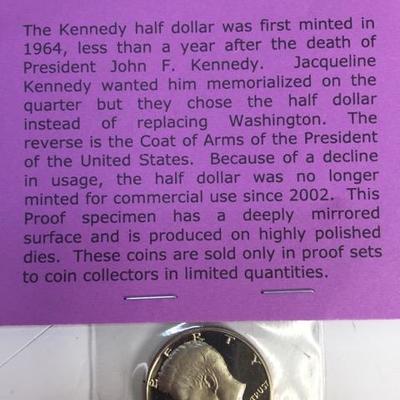 The Kennedy half dollar was first minted in
1964, less than a year after the death of
President John F. Kennedy. Jacqueline
Kennedy wanted him memorialized on the
quarter but they chose the half dollar
instead of replacing Washington. The
reverse is the Coat of Arms of the President
of the United States. Because of a decline
in usage, the half dollar was no longer
minted for commercial use since 2002. This
Proof specimen has a deeply mirrored
surface and is produced on highly polished
dies. These coins are sold only in proof sets
to coin collectors in limited quantities.
BERTY
TRUST